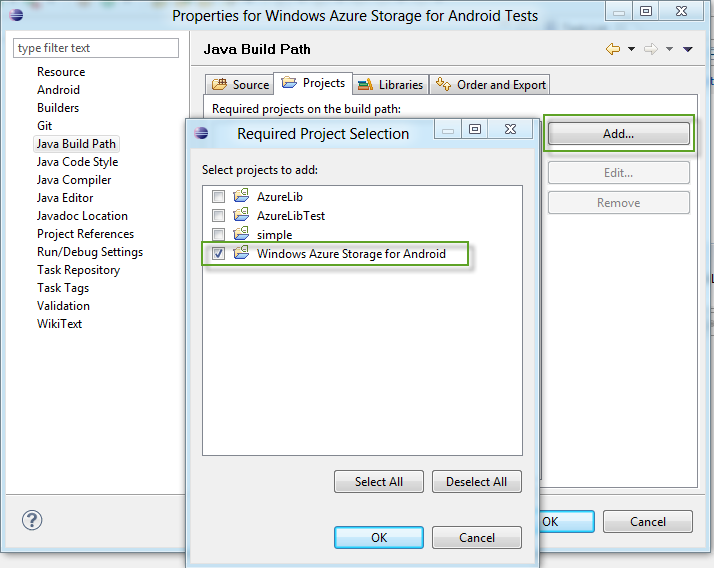 Properties for Windows Azure Storage for Android Tests
type filter text
Resource
Android
Builders
Git
Java Build Path
Java Code Style
Java Compiler
Java Editor
Javadoc Location
Project References
Run/Debug Settings
Task Repository
Task Tags
Validation
WikiText
Java Build Path
Source
Projects
Libraries
Order and Export
Required projects on the build path:
Add...
Edit...
Remove
Required Project Selection
Select projects to add:
AzureLib
AzureLibTest
simple
Windows Azure Storage for Android
Select All
Deselect All
OK
Cancel
OK
Cancel